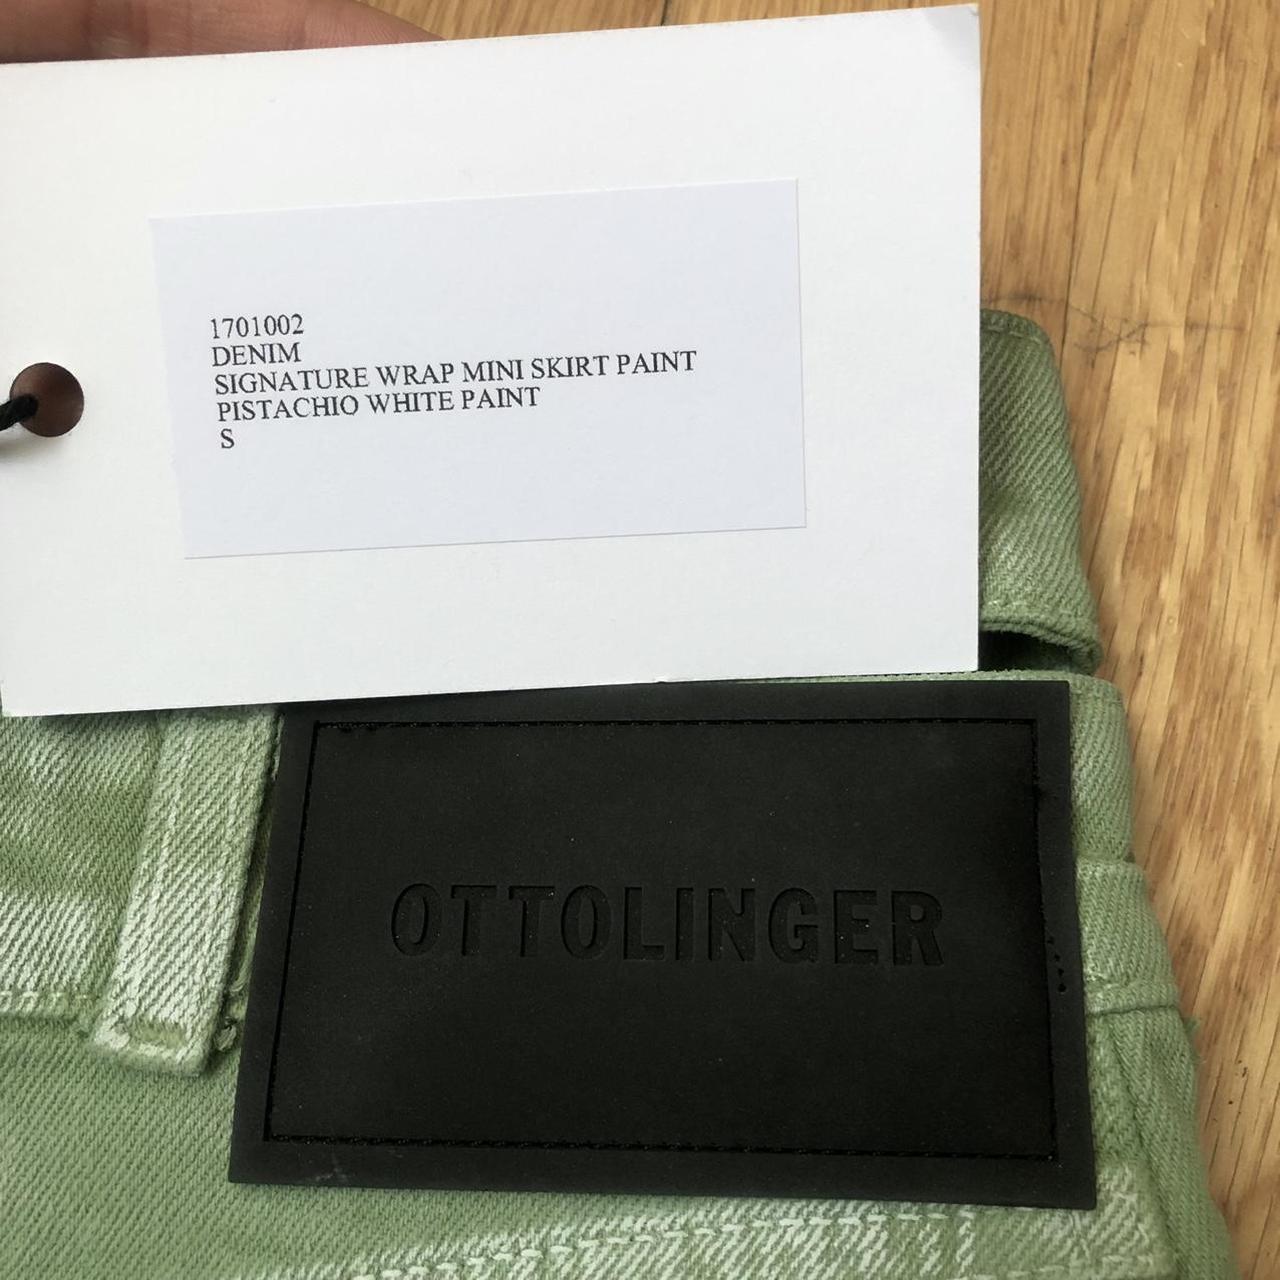 1701002
DENIM
SIGNATURE WRAP MINI SKIRT PAINT
PISTACHIO WHITE PAINT
S
OTTOLINGER